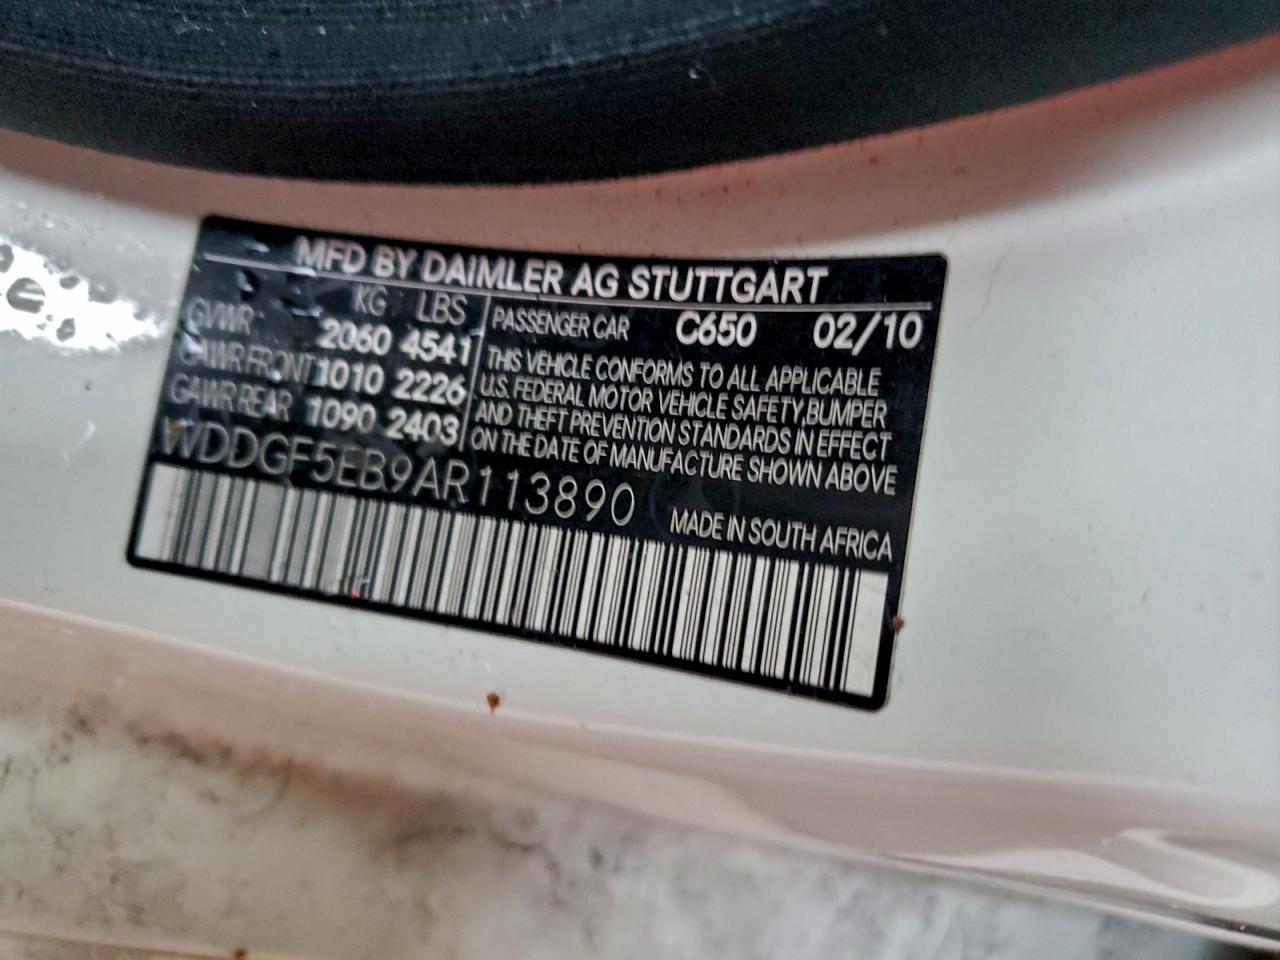 MFD BY DAIMLER AG STUTTGART
KG LBS
GVWR 2060 4541
GAWR FRONT 1010 2226
GAWR REAR 1090 2403
PASSENGER CAR C650 02/10
THIS VEHICLE CONFORMS TO ALL APPLICABLE
U.S. FEDERAL MOTOR VEHICLE SAFETY,BUMPER
AND THEFT PREVENTION STANDARDS IN EFFECT
ON THE DATE OF MANUFACTURE SHOWN ABOVE
WDDGF5EB9AR113890
MADE IN SOUTH AFRICA